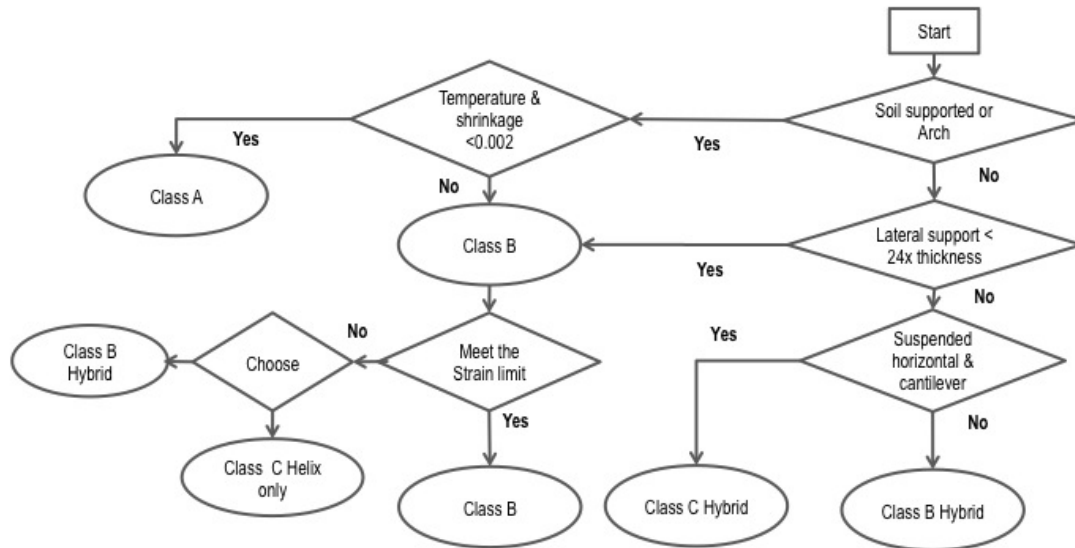 Start
Soil supported or
Arch
Yes
No
Temperature &
shrinkage
<0.002
Yes
No
Class A
Class B
Lateral support <
24x thickness
Yes
No
Suspended
horizontal &
cantilever
Yes
No
Meet the
Strain limit
No
Yes
Choose
Class B
Hybrid
Class C Helix
only
Class B
Class C Hybrid
Class B Hybrid